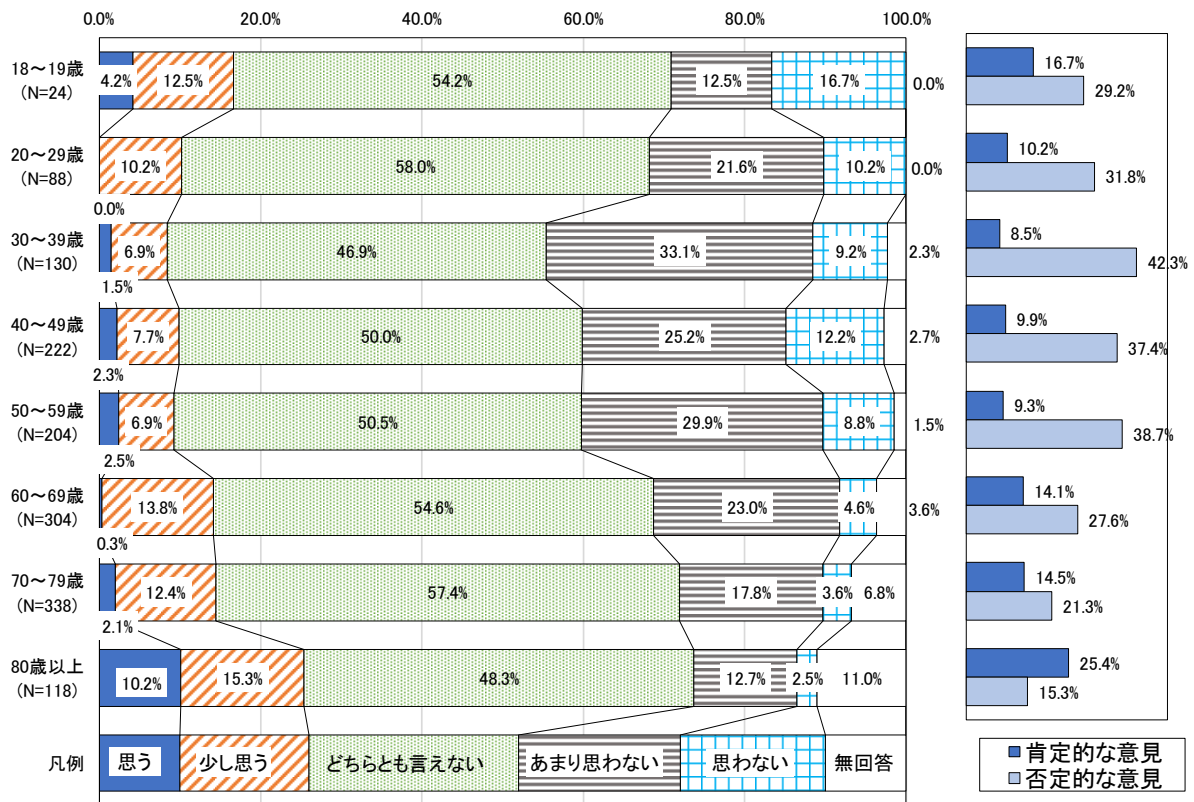 0.0% 20.0% 40.0% 60.0% 80.0% 100.0%
18～19歳
(N=24)
4.2% 12.5% 54.2% 12.5% 16.7% 0.0%
16.7%
29.2%
20～29歳
(N=88)
10.2% 58.0% 21.6% 10.2% 0.0%
0.0%
10.2%
31.8%
30～39歳
(N=130)
6.9% 46.9% 33.1% 9.2% 2.3%
1.5%
8.5%
42.3%
40～49歳
(N=222)
7.7% 50.0% 25.2% 12.2% 2.7%
2.3%
9.9%
37.4%
50～59歳
(N=204)
6.9% 50.5% 29.9% 8.8% 1.5%
2.5%
9.3%
38.7%
60～69歳
(N=304)
13.8% 54.6% 23.0% 4.6% 3.6%
0.3%
14.1%
27.6%
70～79歳
(N=338)
12.4% 57.4% 17.8% 3.6% 6.8%
2.1%
14.5%
21.3%
80歳以上
(N=118)
10.2% 15.3% 48.3% 12.7% 2.5% 11.0%
25.4%
15.3%
凡例 思う 少し思う どちらとも言えない あまり思わない 思わない 無回答
肯定的な意見
否定的な意見